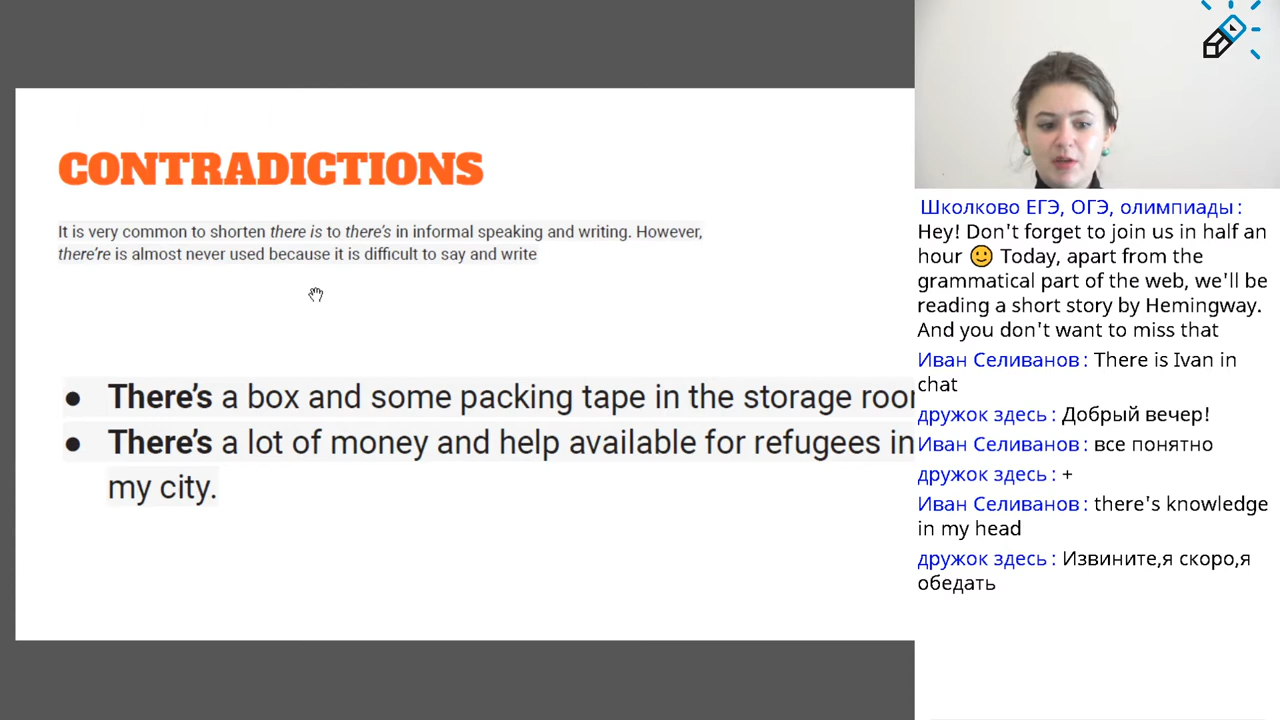 CONTRADICTIONS
It is very common to shorten there is to there's in informal speaking and writing. However,
there're is almost never used because it is difficult to say and write
● There's a box and some packing tape in the storage
● There's a lot of money and help available for refugees in
my city.
Школково ЕГЭ, ОГЭ, олимпиады:
Hey! Don't forget to join us in half an
hour 🙂 Today, apart from the
grammatical part of the web, we'll be
reading a short story by Hemingway.
And you don't want to miss that
Иван Селиванов: There is Ivan in
chat
дружок здесь: Добрый вечер!
Иван Селиванов: все понятно
дружок здесь: +
Иван Селиванов: there's knowledge
in my head
дружок здесь: Извините,я скоро,я
обедать